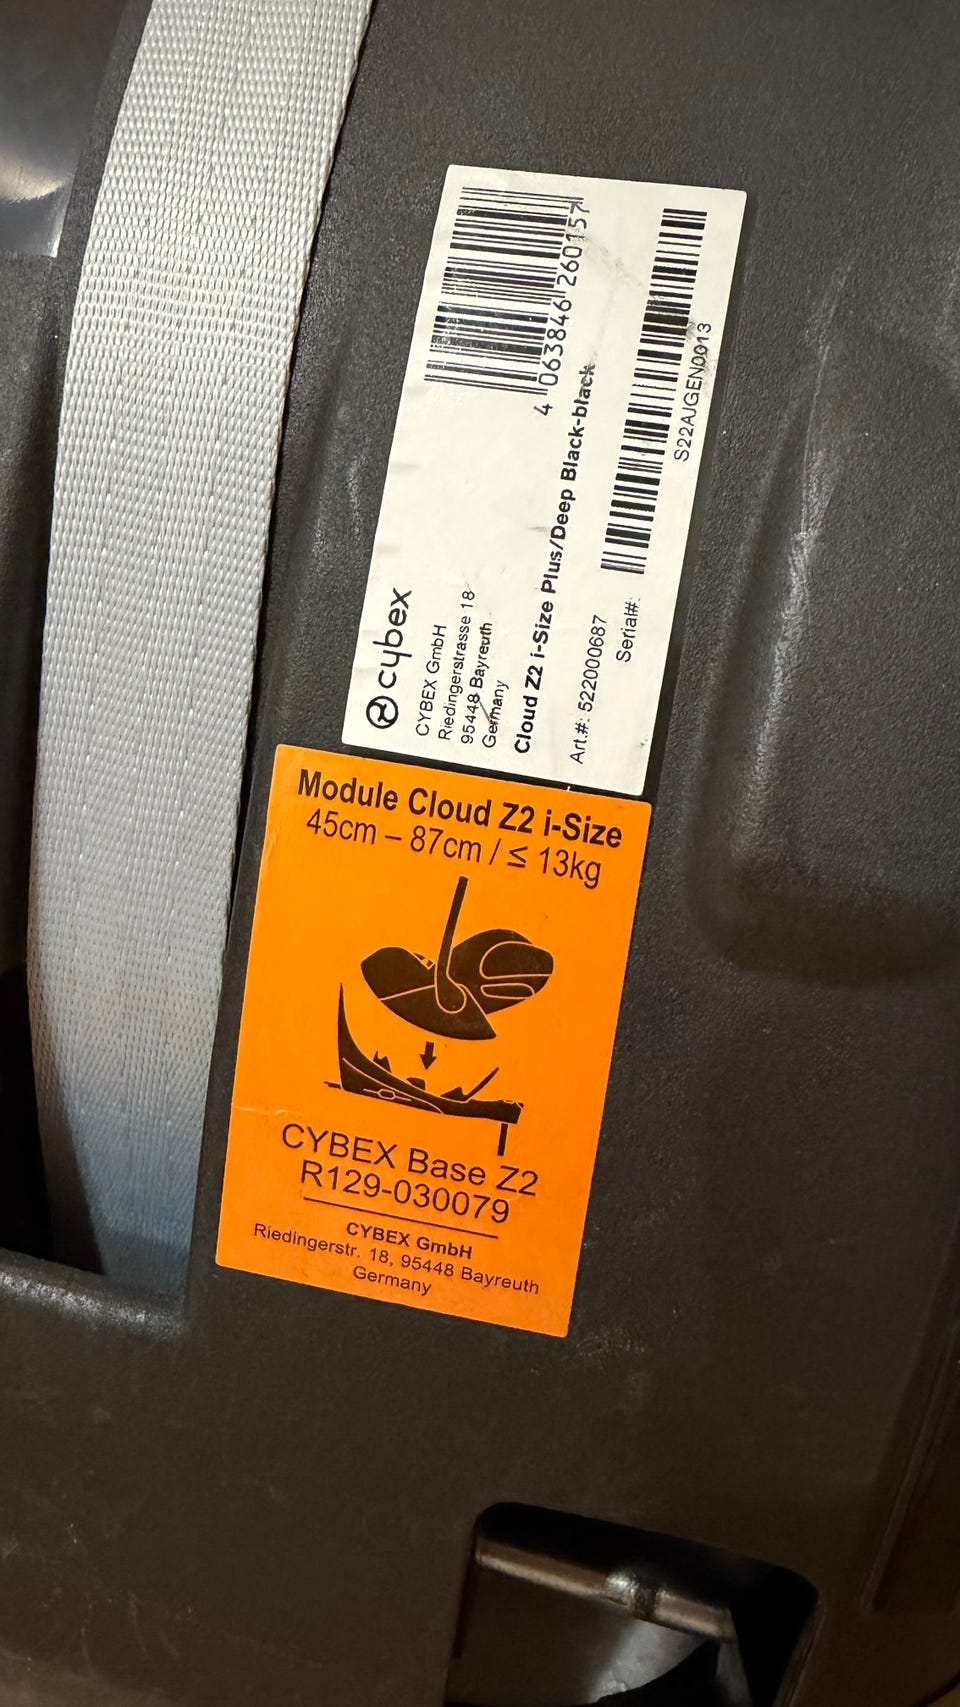 cybex
CYBEX GmbH
Riedingerstrasse 18
95448 Bayreuth
Germany
4 063846 260157
Cloud Z2 i-Size Plus/Deep Black-black
Art.#: 522000687
Serial#:
S22AJGEN0013
Module Cloud Z2 i-Size
45cm – 87cm / ≤ 13kg
CYBEX Base Z2
R129-030079
CYBEX GmbH
Riedingerstr. 18, 95448 Bayreuth
Germany